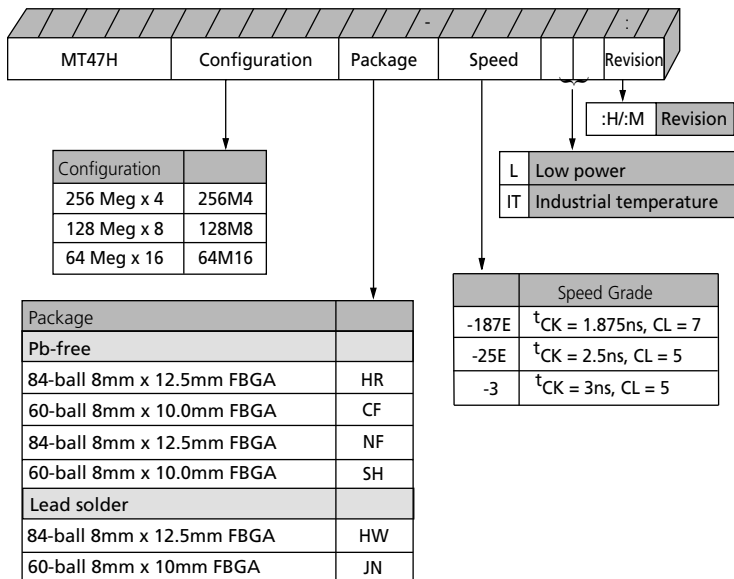 - :
MT47H Configuration Package Speed Revision
:H/:M Revision
L Low power
IT Industrial temperature
Configuration
256 Meg x 4 256M4
128 Meg x 8 128M8
64 Meg x 16 64M16
Speed Grade
-187E tCK = 1.875ns, CL = 7
-25E tCK = 2.5ns, CL = 5
-3 tCK = 3ns, CL = 5
Package
Pb-free
84-ball 8mm x 12.5mm FBGA HR
60-ball 8mm x 10.0mm FBGA CF
84-ball 8mm x 12.5mm FBGA NF
60-ball 8mm x 10.0mm FBGA SH
Lead solder
84-ball 8mm x 12.5mm FBGA HW
60-ball 8mm x 10mm FBGA JN